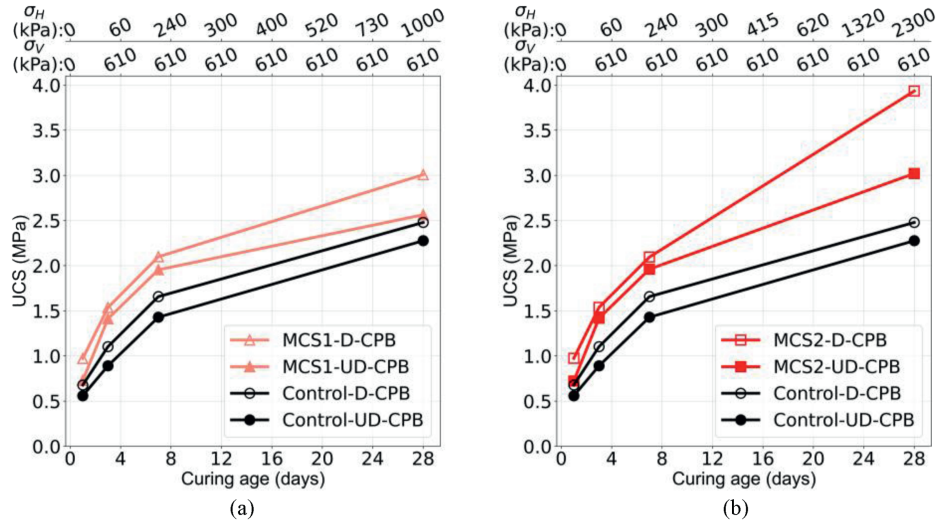 σH (kPa):0 60 240 300 400 520 730 1000
σV (kPa):0 610 610 610 610 610 610 610
4.0
3.5
3.0
2.5
2.0
1.5
1.0
0.5
0.0
UCS (MPa)
MCS1-D-CPB
MCS1-UD-CPB
Control-D-CPB
Control-UD-CPB
0 4 8 12 16 20 24 28
Curing age (days)
(a)
σH (kPa):0 60 240 300 415 620 1320 2300
σV (kPa):0 610 610 610 610 610 610 610
4.0
3.5
3.0
2.5
2.0
1.5
1.0
0.5
0.0
UCS (MPa)
MCS2-D-CPB
MCS2-UD-CPB
Control-D-CPB
Control-UD-CPB
0 4 8 12 16 20 24 28
Curing age (days)
(b)